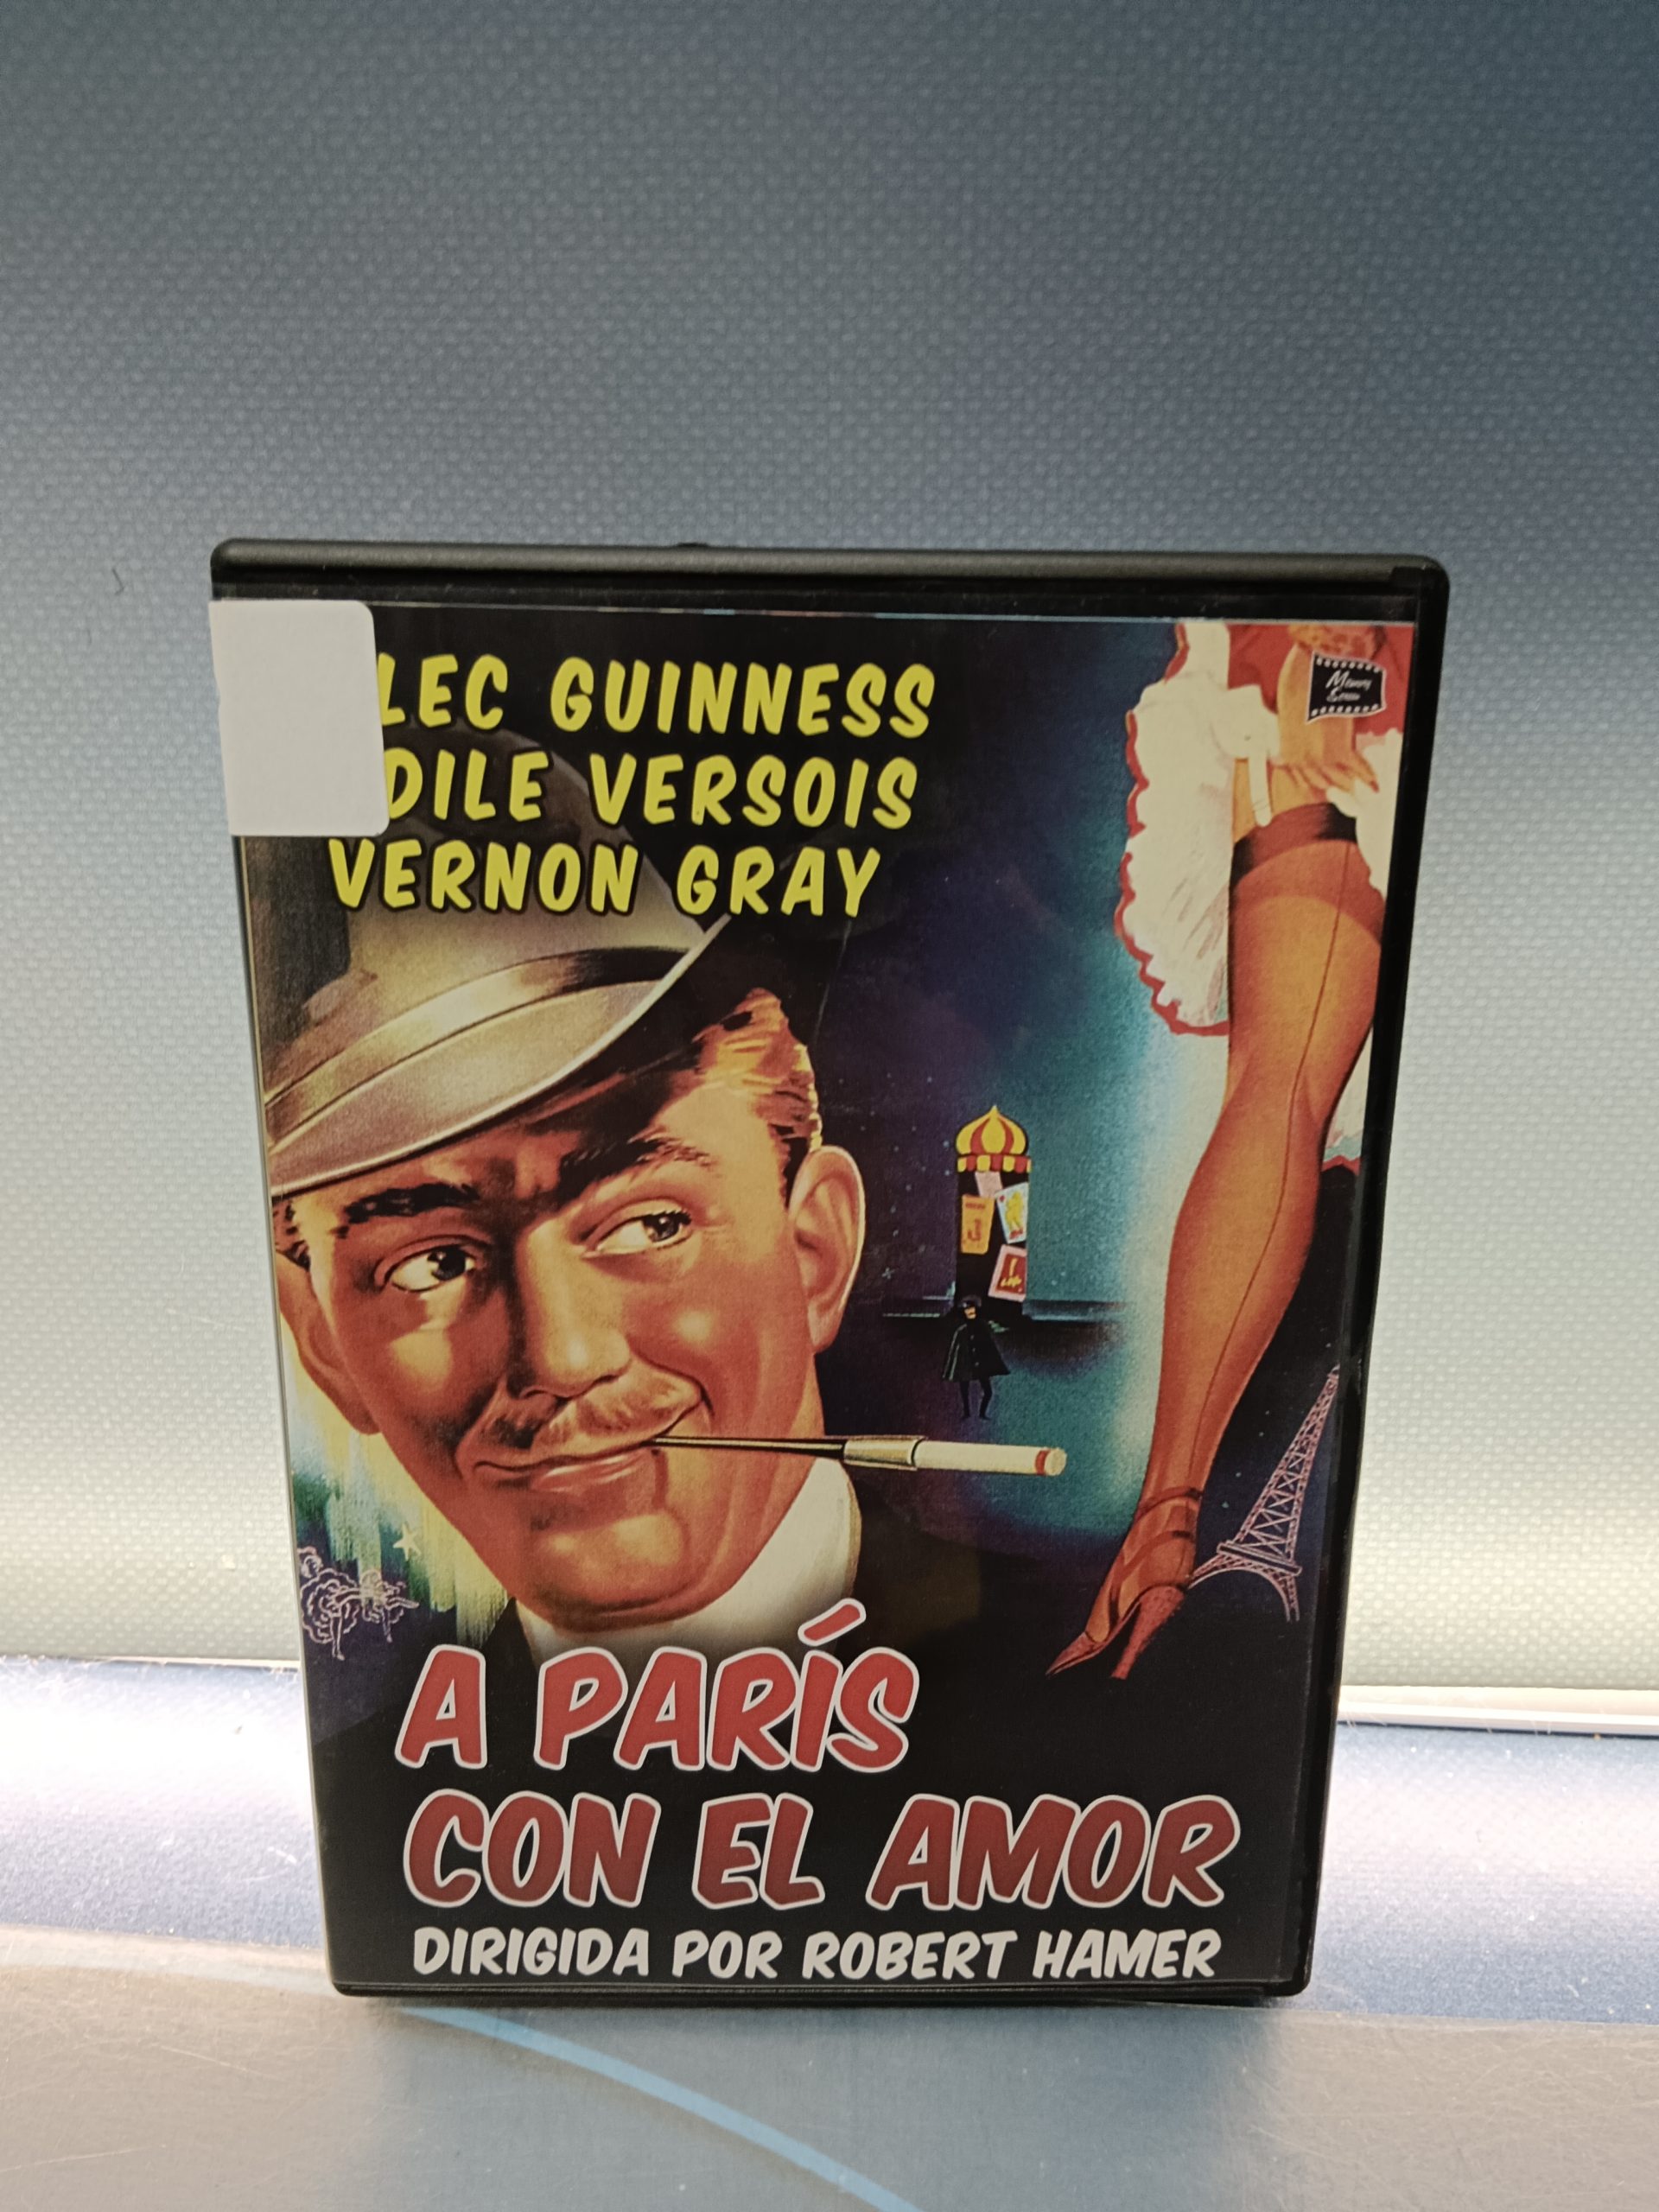 LEC GUINNESS
DILE VERSOIS
VERNON GRAY
A PARÍS
CON EL AMOR
DIRIGIDA POR ROBERT HAMER